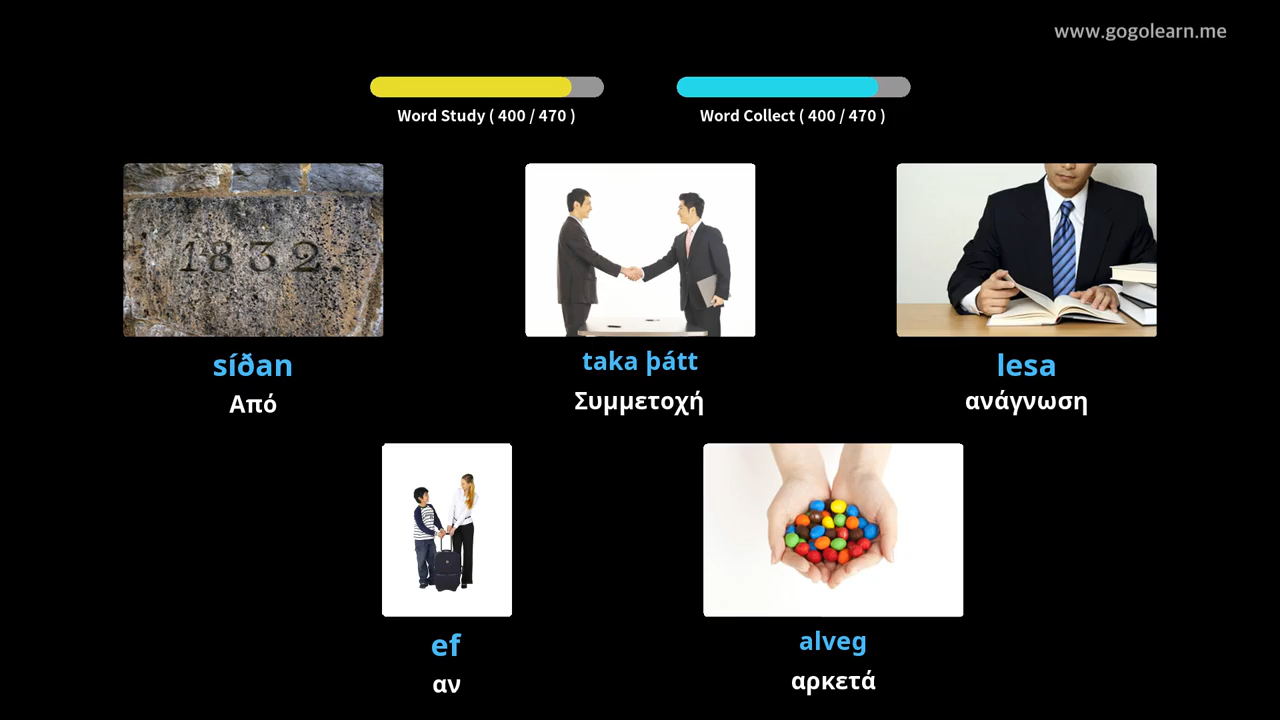 www.gogolearn.me
Word Study ( 400 / 470 )
Word Collect ( 400 / 470 )
1832.
síðan
Από
taka þátt
Συμμετοχή
lesa
ανάγνωση
ef
αν
alveg
αρκετά